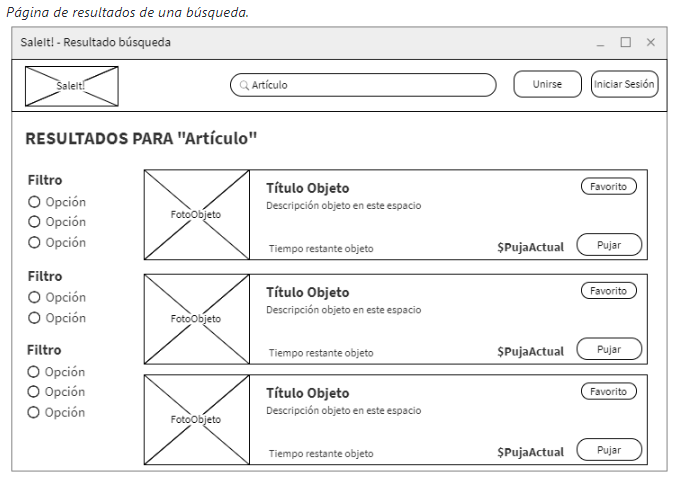 Página de resultados de una búsqueda.
SaleIt! - Resultado búsqueda
SaleIt!
Artículo
Unirse
Iniciar Sesión
RESULTADOS PARA "Artículo"
Filtro
Opción
Opción
Opción
Filtro
Opción
Opción
Filtro
Opción
Opción
Opción
FotoObjeto
Título Objeto
Favorito
Descripción objeto en este espacio
Tiempo restante objeto
$PujaActual
Pujar
FotoObjeto
Título Objeto
Favorito
Descripción objeto en este espacio
Tiempo restante objeto
$PujaActual
Pujar
FotoObjeto
Título Objeto
Favorito
Descripción objeto en este espacio
Tiempo restante objeto
$PujaActual
Pujar